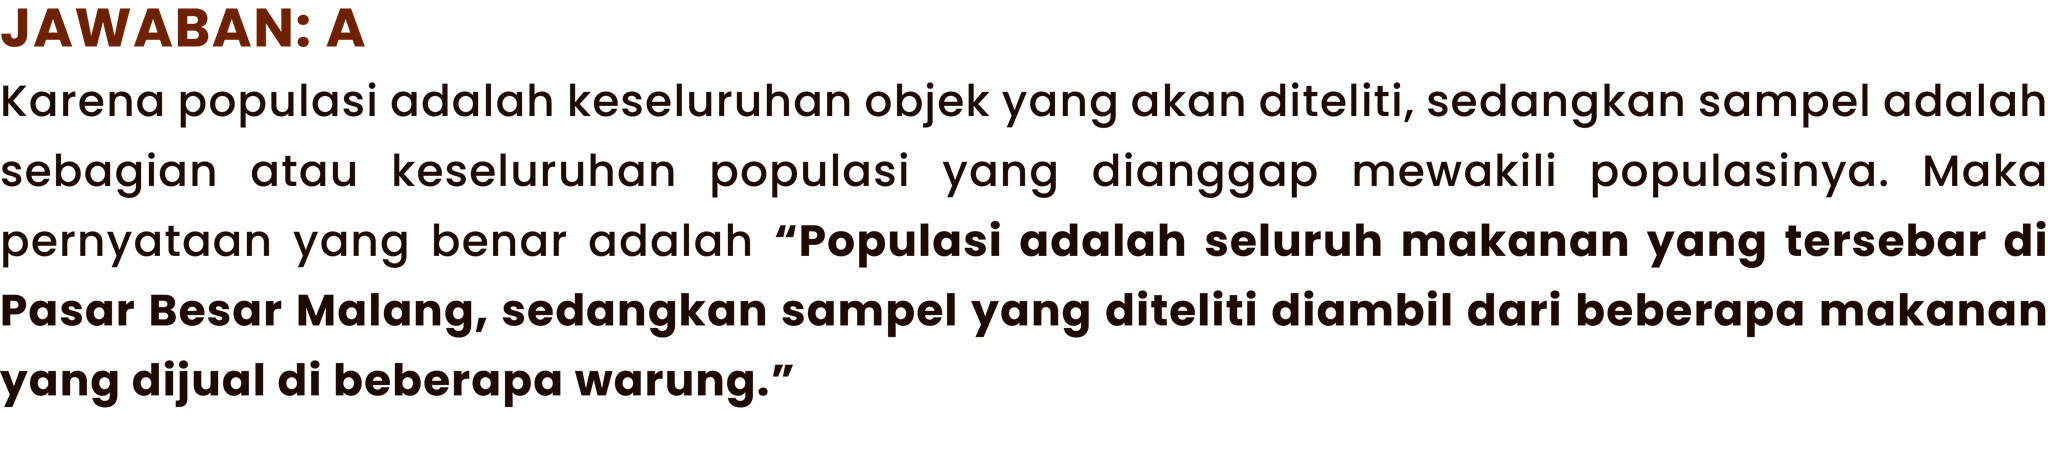 JAWABAN: A
Karena populasi adalah keseluruhan objek yang akan diteliti, sedangkan sampel adalah
sebagian atau keseluruhan populasi yang dianggap mewakili populasinya. Maka
pernyataan yang benar adalah “Populasi adalah seluruh makanan yang tersebar di
Pasar Besar Malang, sedangkan sampel yang diteliti diambil dari beberapa makanan
yang dijual di beberapa warung.”